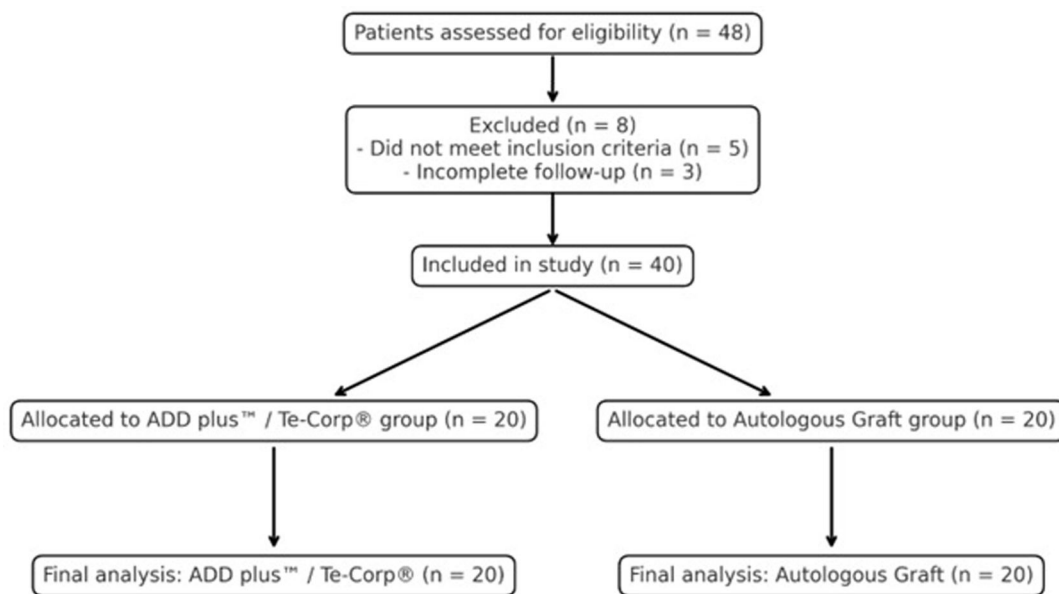 Patients assessed for eligibility (n = 48)
Excluded (n = 8)
- Did not meet inclusion criteria (n = 5)
- Incomplete follow-up (n = 3)
Included in study (n = 40)
Allocated to ADD plus™ / Te-Corp® group (n = 20)
Allocated to Autologous Graft group (n = 20)
Final analysis: ADD plus™ / Te-Corp® (n = 20)
Final analysis: Autologous Graft (n = 20)